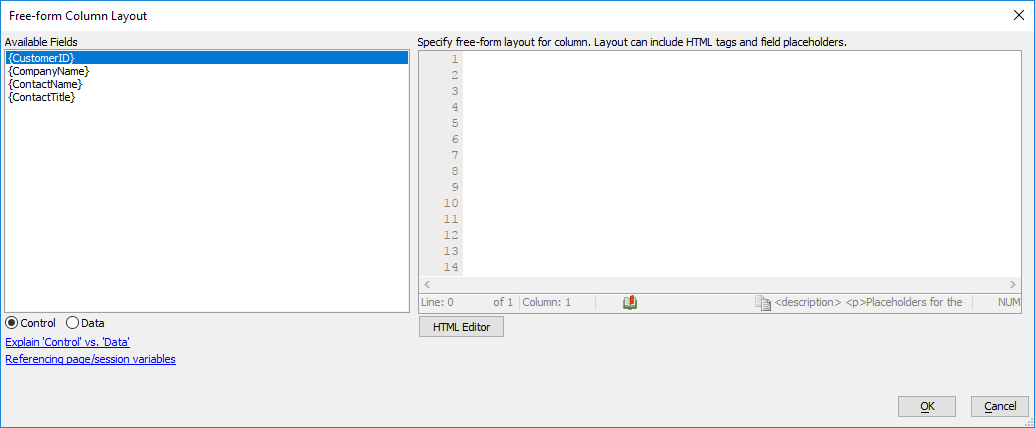 Free-form Column Layout
Available Fields
{CustomerID}
{CompanyName}
{ContactName}
{ContactTitle}
Control Data
Explain 'Control' vs. 'Data'
Referencing page/session variables
Specify free-form layout for column. Layout can include HTML tags and field placeholders.
1
2
3
4
5
6
7
8
9
10
11
12
13
14
Line: 0 of 1 Column: 1 <description> <p>Placeholders for the NUM
HTML Editor
OK Cancel